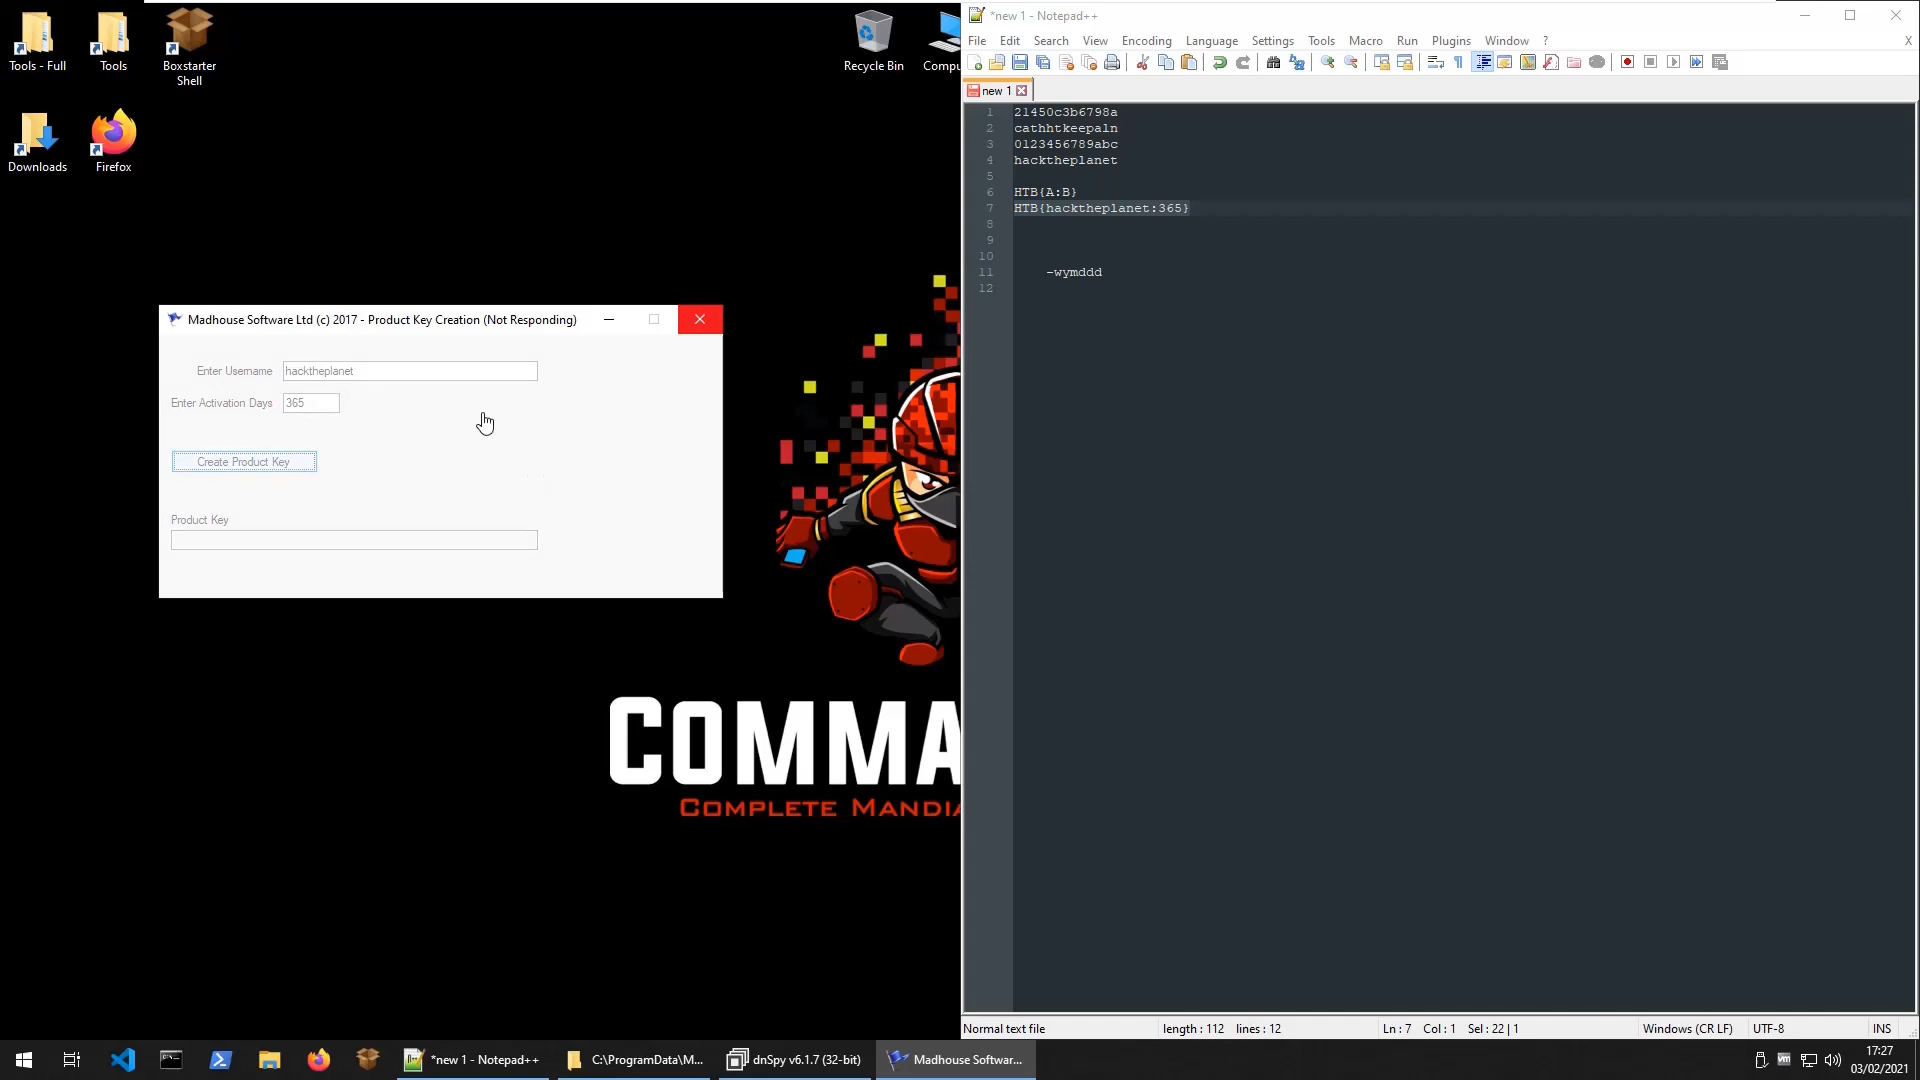 Tools - Full
Tools
Boxstarter
Shell
Recycle Bin
Compu
Downloads
Firefox
Madhouse Software Ltd (c) 2017 - Product Key Creation (Not Responding)
Enter Username
hacktheplanet
Enter Activation Days
365
Create Product Key
Product Key
COMMA
COMPLETE MANDIA
*new 1 - Notepad++
File Edit Search View Encoding Language Settings Tools Macro Run Plugins Window ? X
new 1
1 21450c3b6798a
2 cathhtkeepaln
3 0123456789abc
4 hacktheplanet
5
6 HTB{A:B}
7 HTB{hacktheplanet:365}
8
9
10
11 -wymddd
12
Normal text file length : 112 lines : 12 Ln : 7 Col : 1 Sel : 22 | 1 Windows (CR LF) UTF-8 INS
*new 1 - Notepad++
C:\ProgramData\M...
dnSpy v6.1.7 (32-bit)
Madhouse Softwar...
vm
17:27
03/02/2021